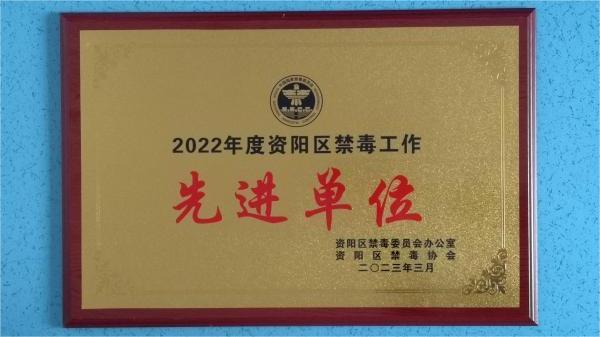 2022年度资阳区禁毒工作
先进单位
资阳区禁毒委员会办公室
资阳区禁毒协会
二〇二三年三月